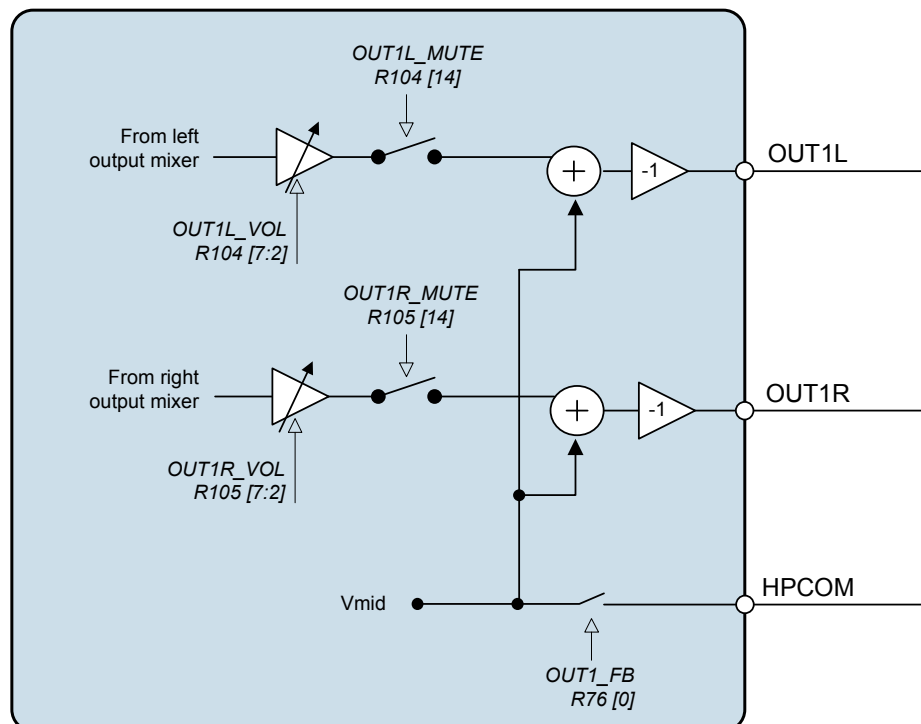 OUT1L_MUTE
R104 [14]
From left
output mixer
+
-1
OUT1L
OUT1L_VOL
R104 [7:2]
OUT1R_MUTE
R105 [14]
From right
output mixer
+
-1
OUT1R
OUT1R_VOL
R105 [7:2]
Vmid
HPCOM
OUT1_FB
R76 [0]